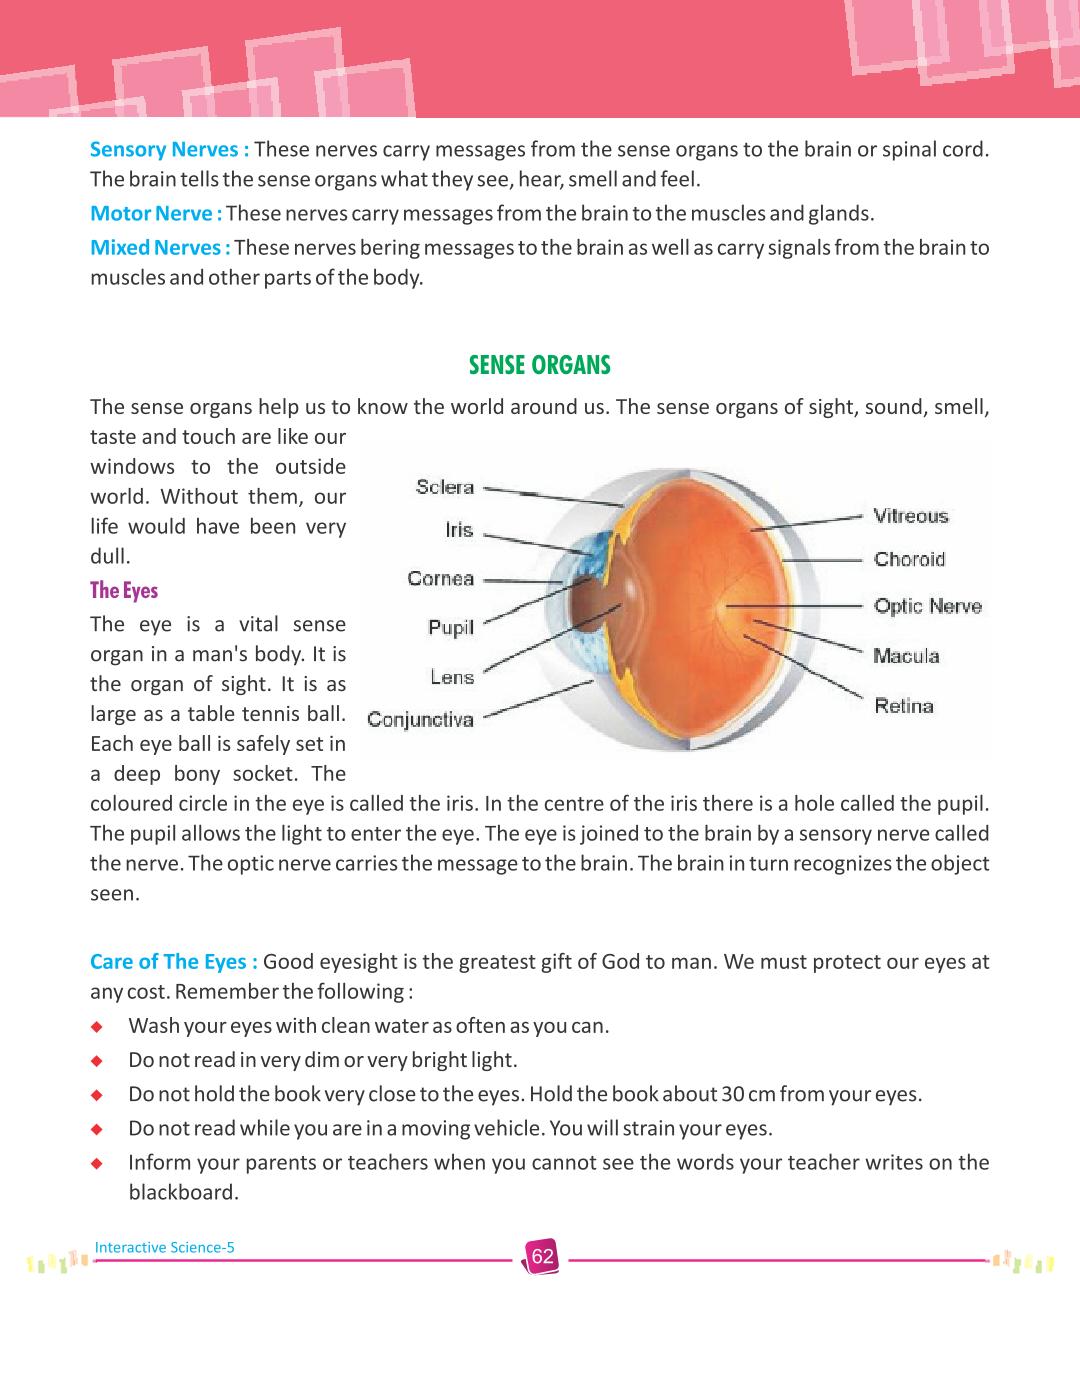 Sensory Nerves : These nerves carry messages from the sense organs to the brain or spinal cord.
The brain tells the sense organs what they see, hear, smell and feel.
Motor Nerve : These nerves carry messages from the brain to the muscles and glands.
Mixed Nerves : These nerves bering messages to the brain as well as carry signals from the brain to
muscles and other parts of the body.
SENSE ORGANS
The sense organs help us to know the world around us. The sense organs of sight, sound, smell,
taste and touch are like our
windows to the outside
world. Without them, our
life would have been very
dull.
The Eyes
The eye is a vital sense
organ in a man's body. It is
the organ of sight. It is as
large as a table tennis ball.
Each eye ball is safely set in
a deep bony socket. The
Sclera
Iris
Cornea
Pupil
Lens
Conjunctiva
Vitreous
Choroid
Optic Nerve
Macula
Retina
coloured circle in the eye is called the iris. In the centre of the iris there is a hole called the pupil.
The pupil allows the light to enter the eye. The eye is joined to the brain by a sensory nerve called
the nerve. The optic nerve carries the message to the brain. The brain in turn recognizes the object
seen.
Care of The Eyes : Good eyesight is the greatest gift of God to man. We must protect our eyes at
any cost. Remember the following :
◆ Wash your eyes with clean water as often as you can.
◆ Do not read in very dim or very bright light.
◆ Do not hold the book very close to the eyes. Hold the book about 30 cm from your eyes.
◆ Do not read while you are in a moving vehicle. You will strain your eyes.
◆ Inform your parents or teachers when you cannot see the words your teacher writes on the
blackboard.
Interactive Science-5
62